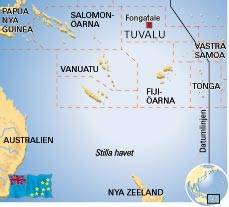 PAPUA
NYA
GUINEA
SALOMON-
ÖARNA
Fongafale
TUVALU
VÄSTRA
SAMOA
VANUATU
FIJI-
ÖARNA
TONGA
AUSTRALIEN
Datumlinjen
Stilla havet
NYA ZEELAND